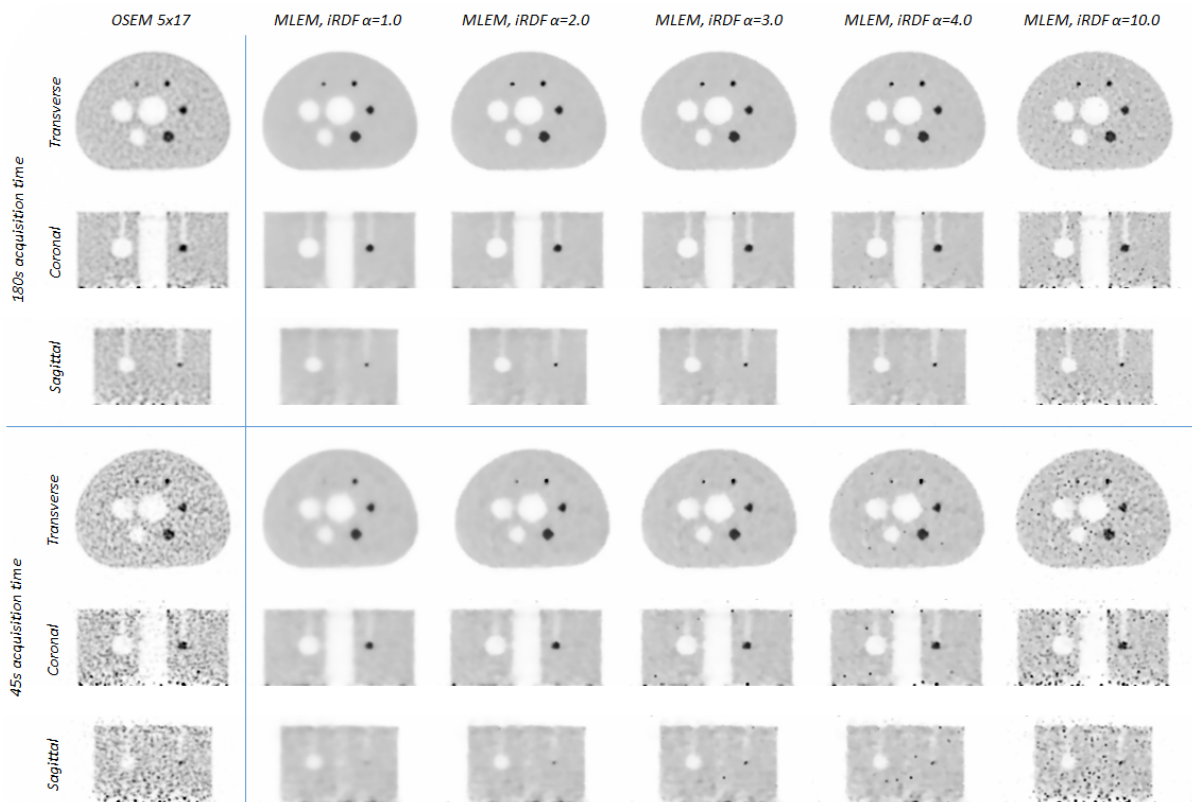 OSEM 5x17
MLEM, iRDF α=1.0
MLEM, iRDF α=2.0
MLEM, iRDF α=3.0
MLEM, iRDF α=4.0
MLEM, iRDF α=10.0
180s acquisition time
Transverse
Coronal
Sagittal
45s acquisition time
Transverse
Coronal
Sagittal